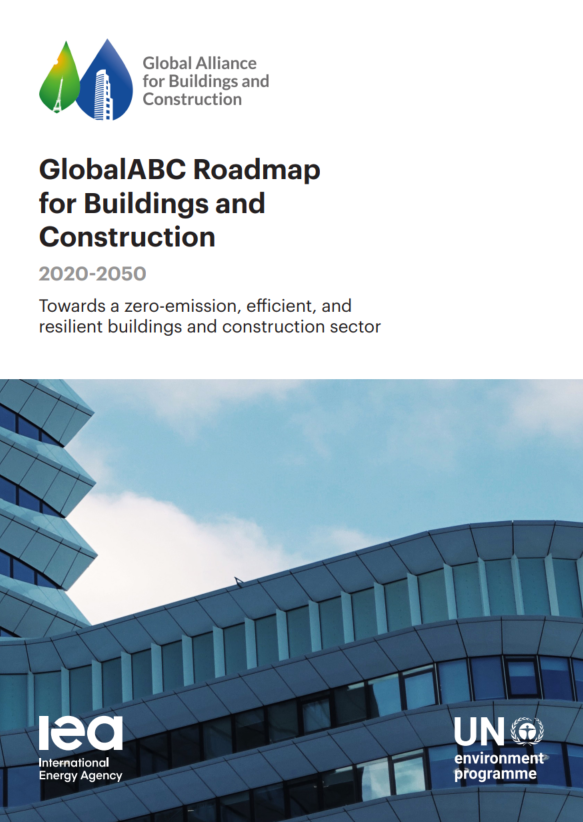 Global Alliance
for Buildings and
Construction
GlobalABC Roadmap
for Buildings and
Construction
2020-2050
Towards a zero-emission, efficient, and
resilient buildings and construction sector
iea
International
Energy Agency
UN
environment
programme